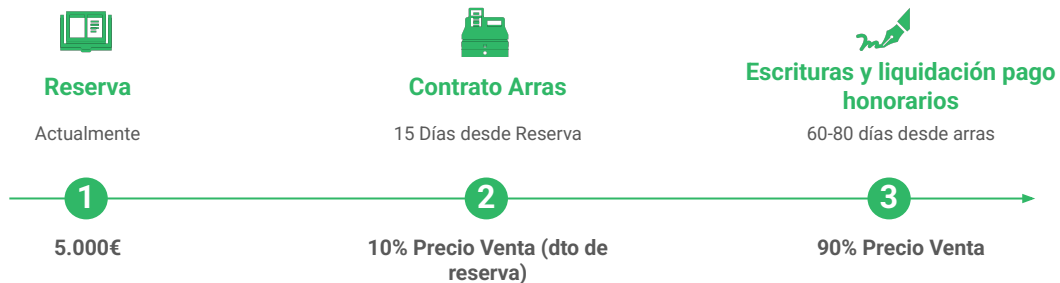 Reserva
Actualmente
1
5.000€
Contrato Arras
15 Días desde Reserva
2
10% Precio Venta (dto de
reserva)
Escrituras y liquidación pago
honorarios
60-80 días desde arras
3
90% Precio Venta